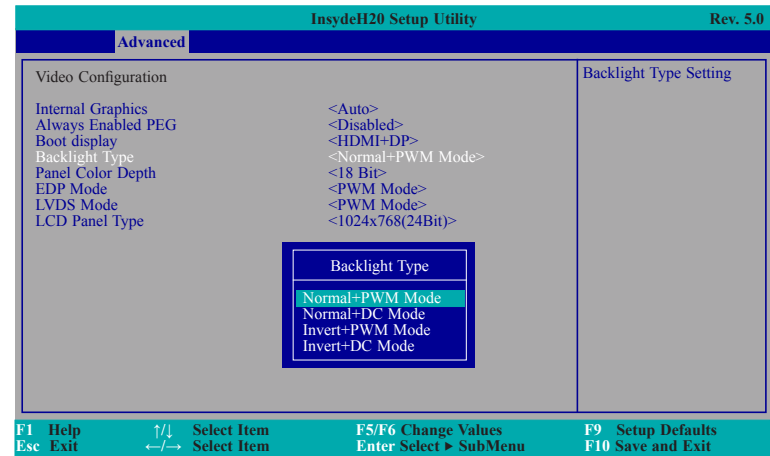 InsydeH20 Setup Utility Rev. 5.0
Advanced
Video Configuration
Internal Graphics <Auto>
Always Enabled PEG <Disabled>
Boot display <HDMI+DP>
Backlight Type <Normal+PWM Mode>
Panel Color Depth <18 Bit>
EDP Mode <PWM Mode>
LVDS Mode <PWM Mode>
LCD Panel Type <1024x768(24Bit)>
Backlight Type Setting
Backlight Type
Normal+PWM Mode
Normal+DC Mode
Invert+PWM Mode
Invert+DC Mode
F1 Help ↑/↓ Select Item F5/F6 Change Values F9 Setup Defaults
Esc Exit ←/→ Select Item Enter Select ▶ SubMenu F10 Save and Exit